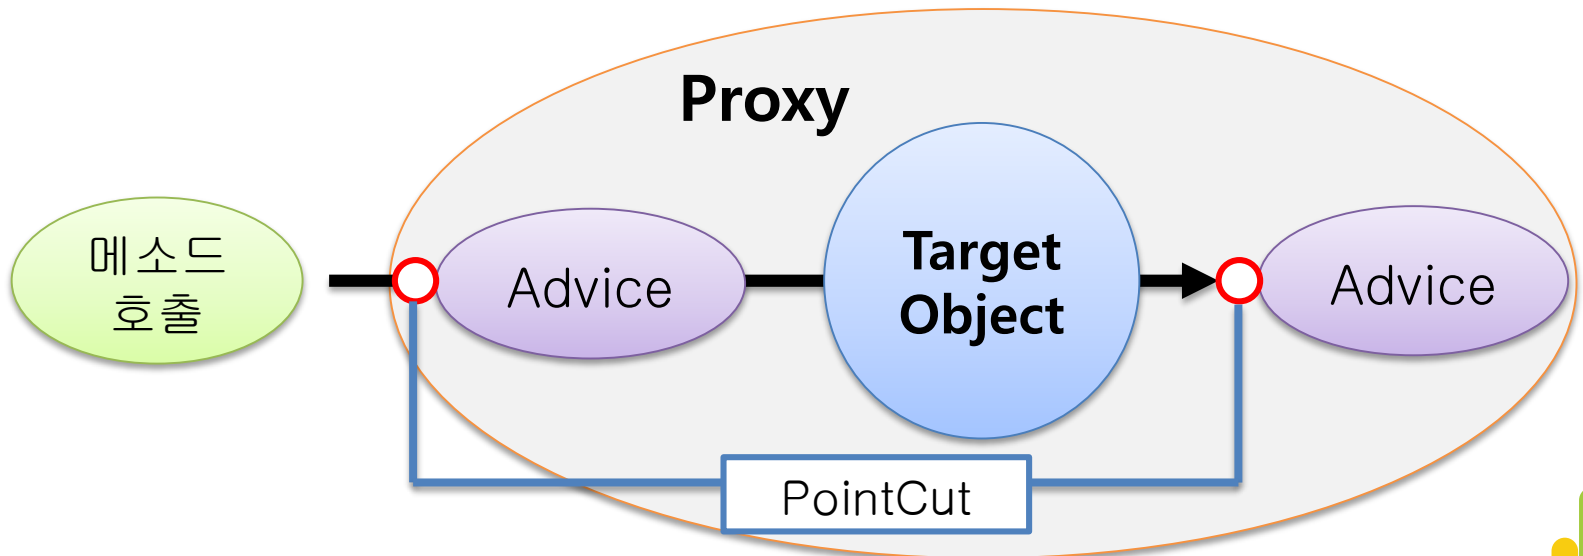 Proxy
메소드
호출
Advice
Target
Object
Advice
PointCut